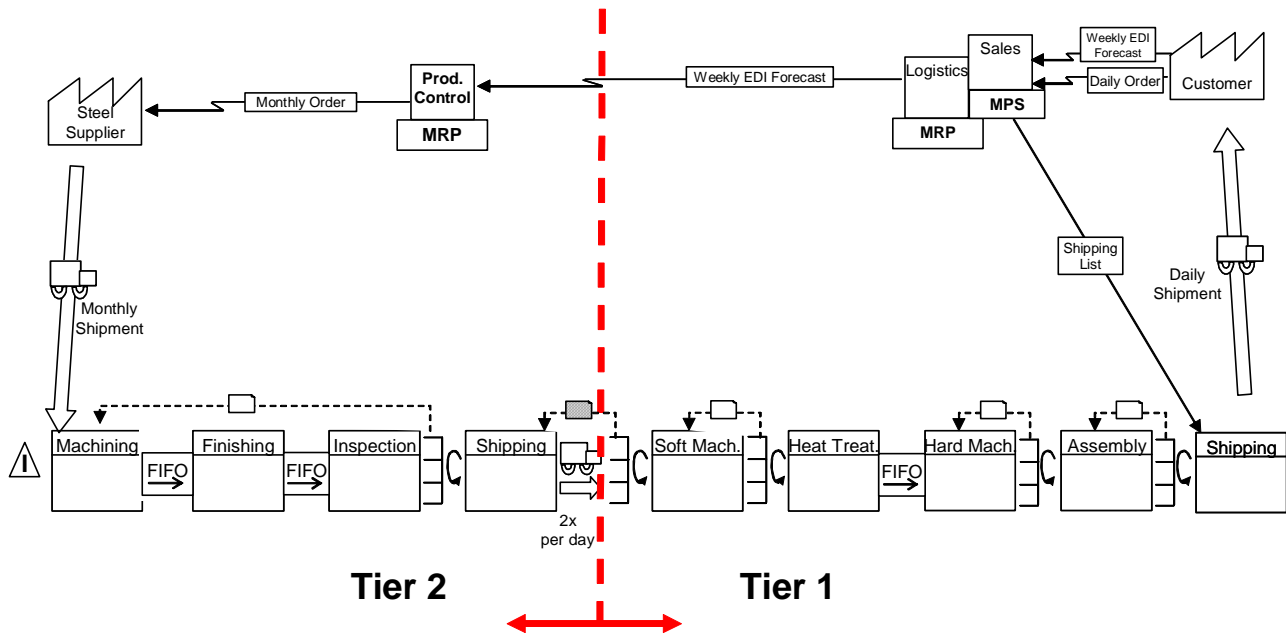 Weekly EDI
Forecast
Sales
Logistics
Daily Order
Customer
MPS
MRP
Weekly EDI Forecast
Prod.
Control
MRP
Monthly Order
Steel
Supplier
Shipping
List
Daily
Shipment
Monthly
Shipment
I
Machining
FIFO
Finishing
FIFO
Inspection
Shipping
2x
per day
Soft Mach.
Heat Treat.
FIFO
Hard Mach.
Assembly
Shipping
Tier 2
Tier 1